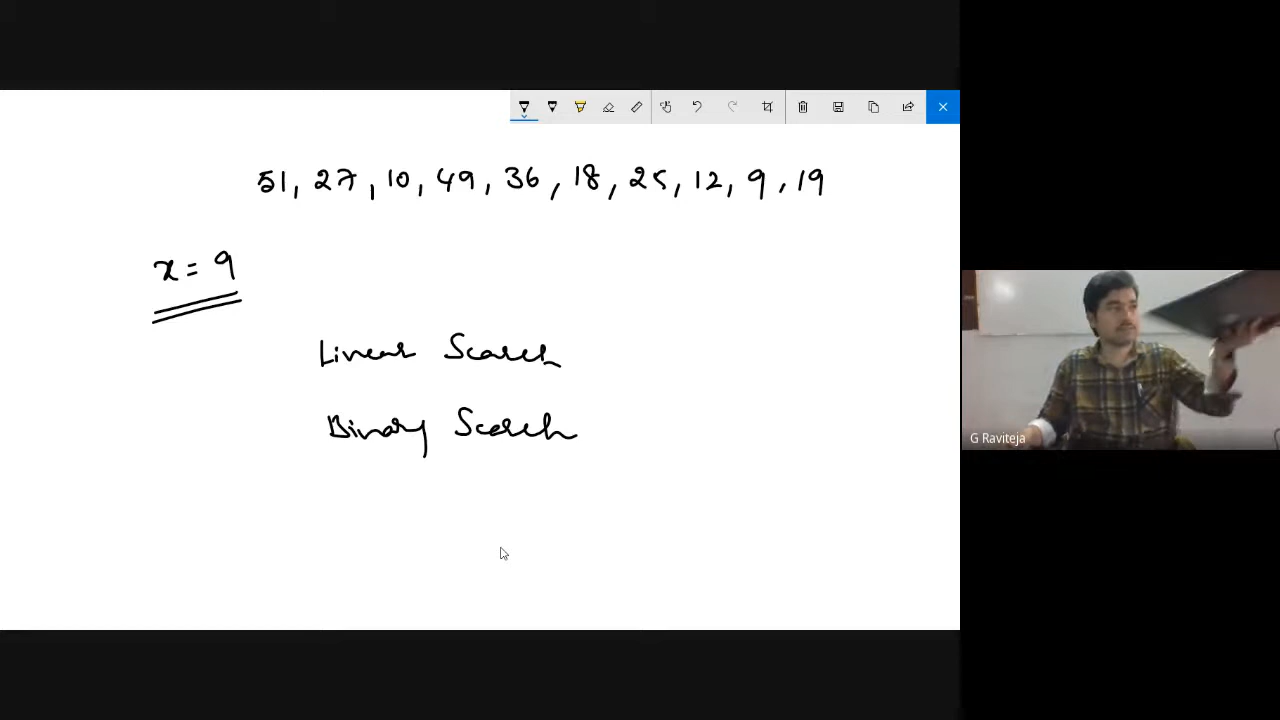 51, 27, 10, 49, 36, 18, 25, 12, 9, 19
x = 9
Linear Search
Binary Search
G Raviteja